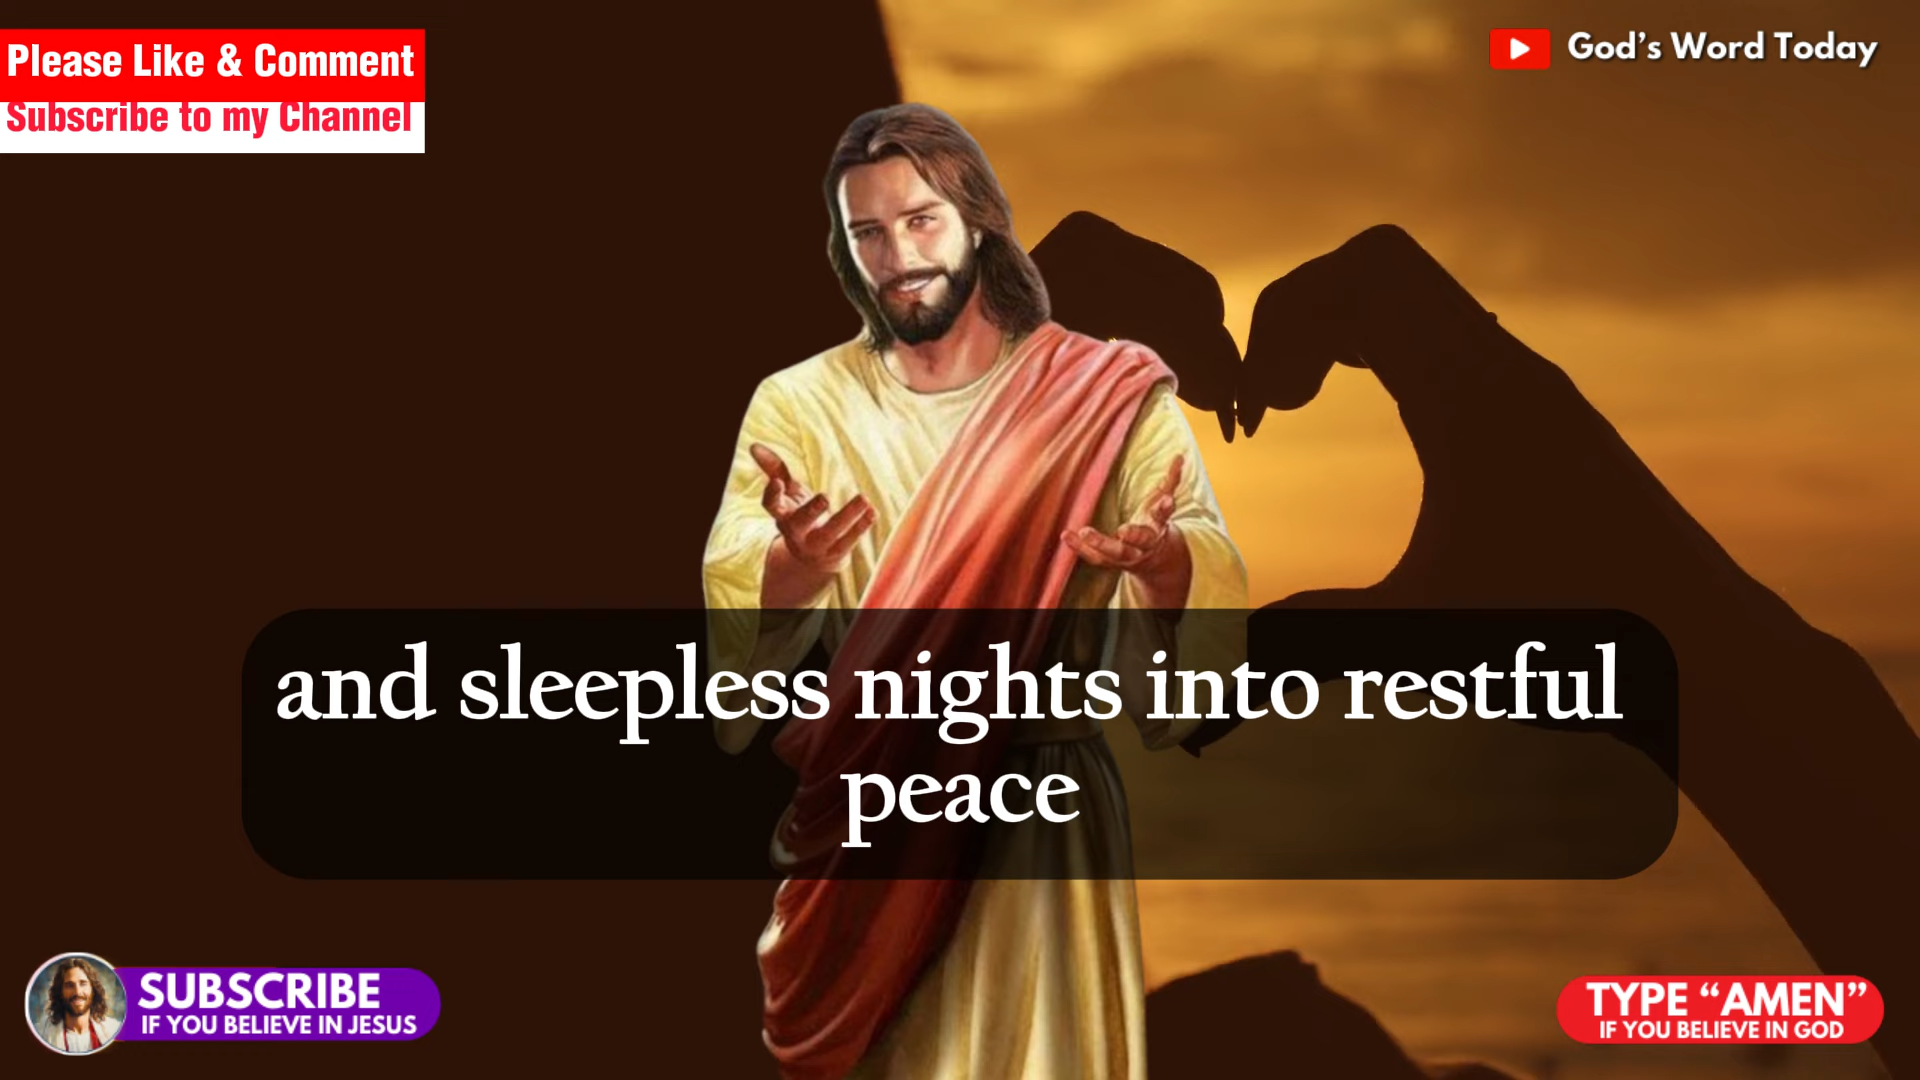 Please Like & Comment
Subscribe to my Channel
God's Word Today
and sleepless nights into restful
peace
SUBSCRIBE
IF YOU BELIEVE IN JESUS
TYPE “AMEN”
IF YOU BELIEVE IN GOD